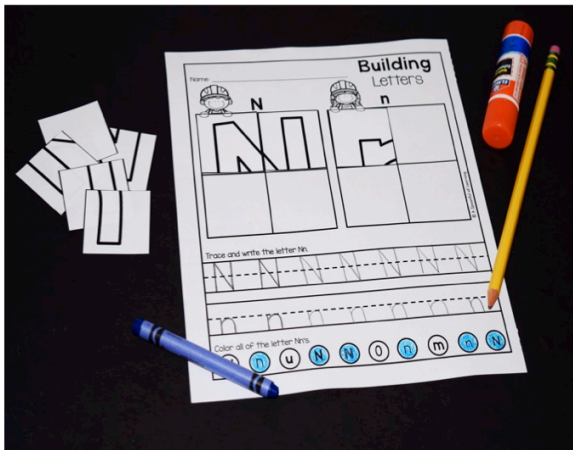 Building
Letters
Name:
N n
Trace and write the letter Nn.
N N N N N N N
n n n n n n n
Color all of the letter Nn's.
n u N N O n m n N